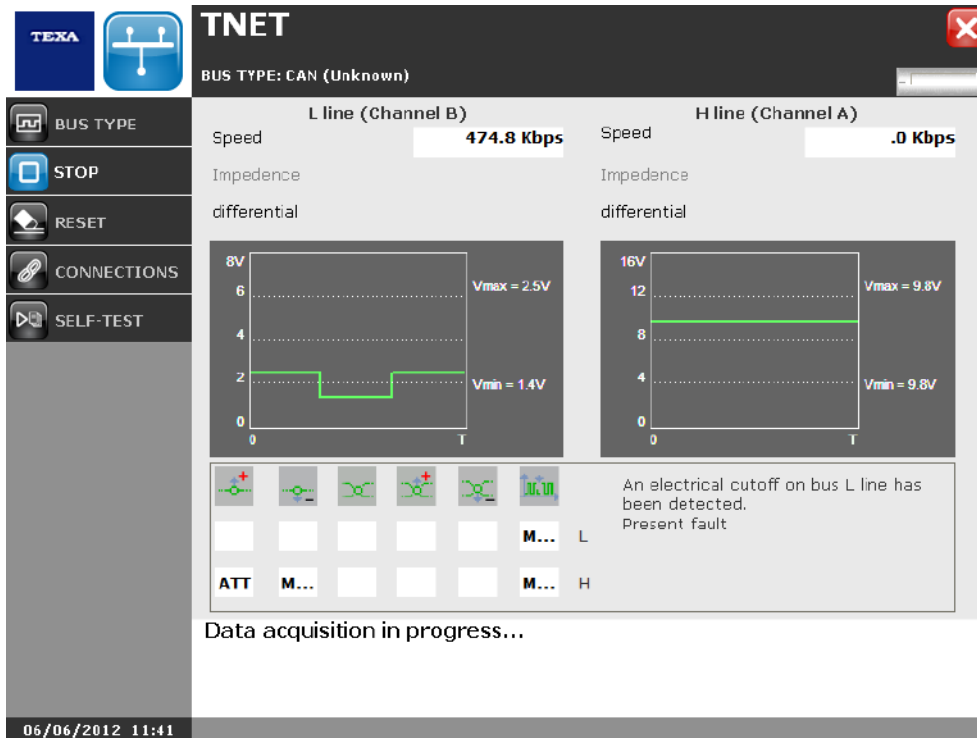 TEXA
TNET
BUS TYPE: CAN (Unknown)
BUS TYPE
STOP
RESET
CONNECTIONS
SELF-TEST
L line (Channel B)
Speed
474.8 Kbps
Impedence
differential
8V
6
4
2
0
0
T
Vmax = 2.5V
Vmin = 1.4V
H line (Channel A)
Speed
.0 Kbps
Impedence
differential
16V
12
8
4
0
0
T
Vmax = 9.8V
Vmin = 9.8V
M... L
ATT M... M... H
An electrical cutoff on bus L line has
been detected.
Present fault
Data acquisition in progress...
06/06/2012 11:41